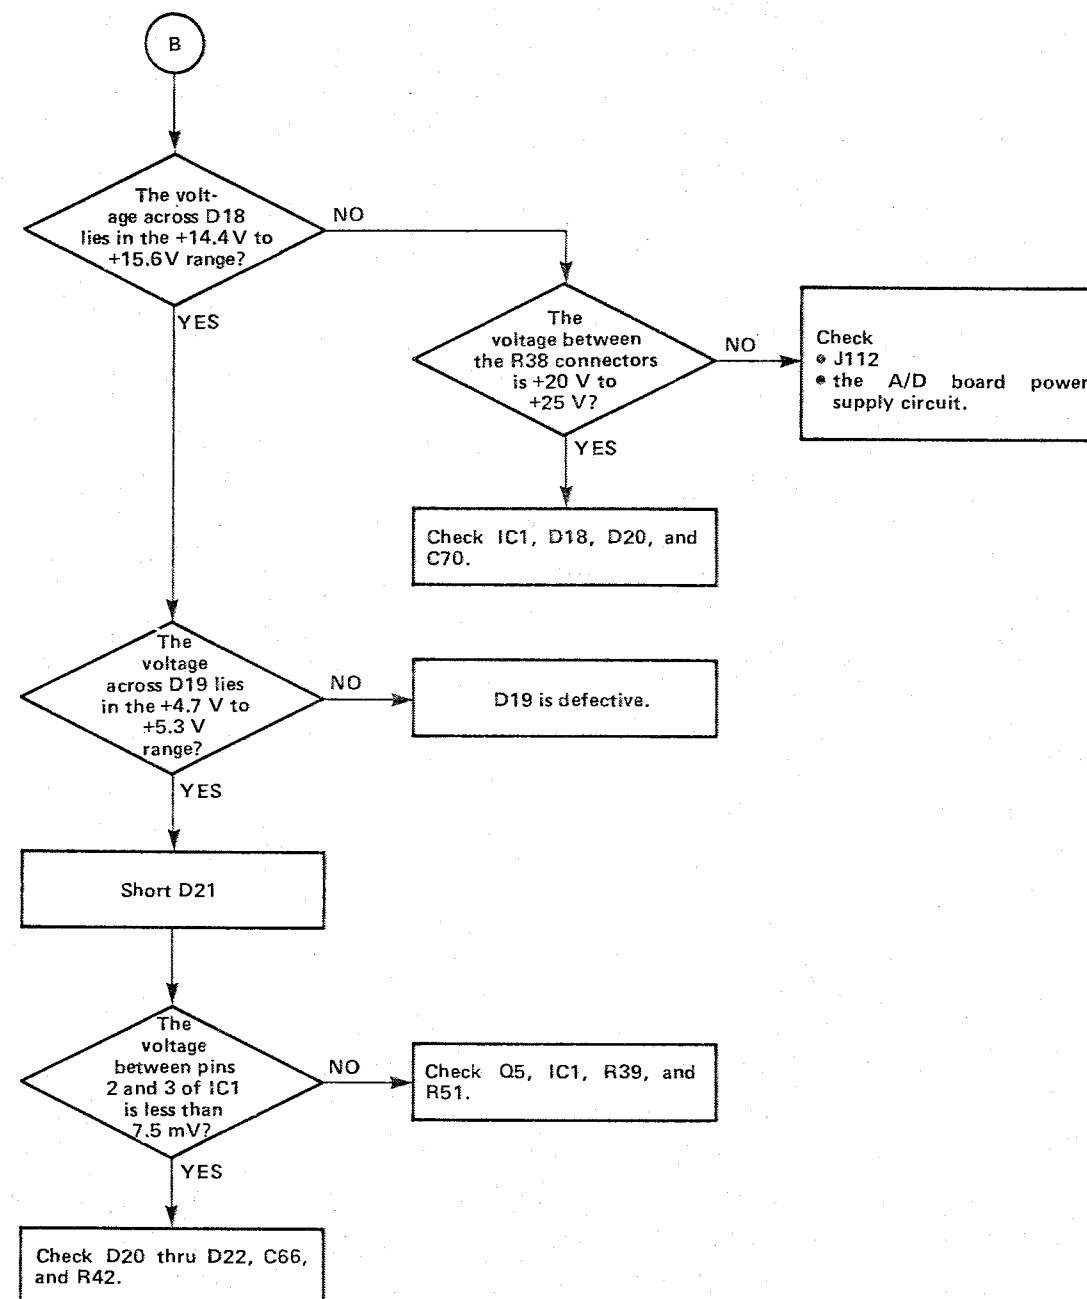 B
The volt-
age across D18
lies in the +14.4V to
+15.6V range?
NO
YES
The
voltage between
the R38 connectors
is +20 V to
+25 V?
NO
Check
• J112
• the A/D board power
supply circuit.
YES
Check IC1, D18, D20, and
C70.
The
voltage
across D19 lies
in the +4.7 V to
+5.3 V
range?
NO
D19 is defective.
YES
Short D21
The
voltage
between pins
2 and 3 of IC1
is less than
7.5 mV?
NO
Check Q5, IC1, R39, and
R51.
YES
Check D20 thru D22, C66,
and R42.